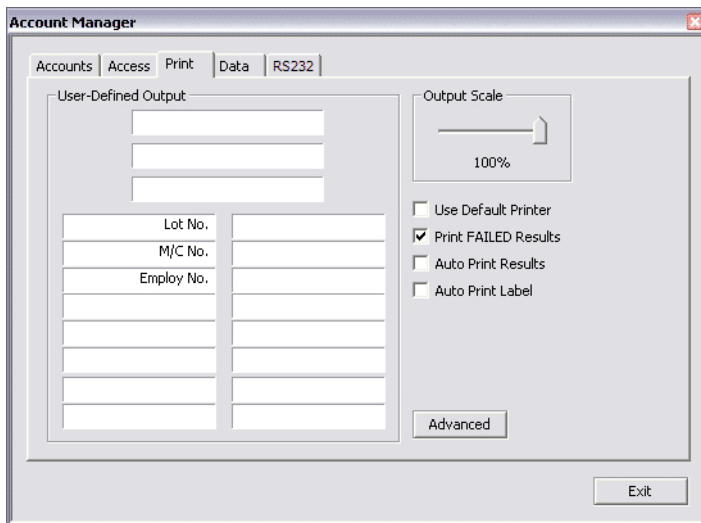 Account Manager
Accounts Access Print Data RS232
User-Defined Output
Lot No.
M/C No.
Employ No.
Output Scale
100%
Use Default Printer
Print FAILED Results
Auto Print Results
Auto Print Label
Advanced
Exit